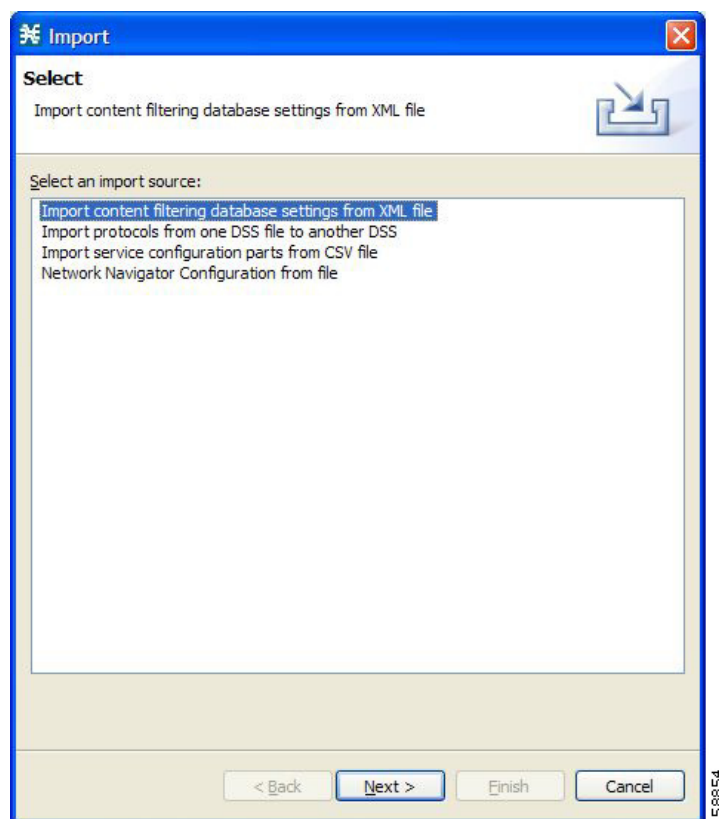 Import
Select
Import content filtering database settings from XML file
Select an import source:
Import content filtering database settings from XML file
Import protocols from one DSS file to another DSS
Import service configuration parts from CSV file
Network Navigator Configuration from file
< Back
Next >
Finish
Cancel